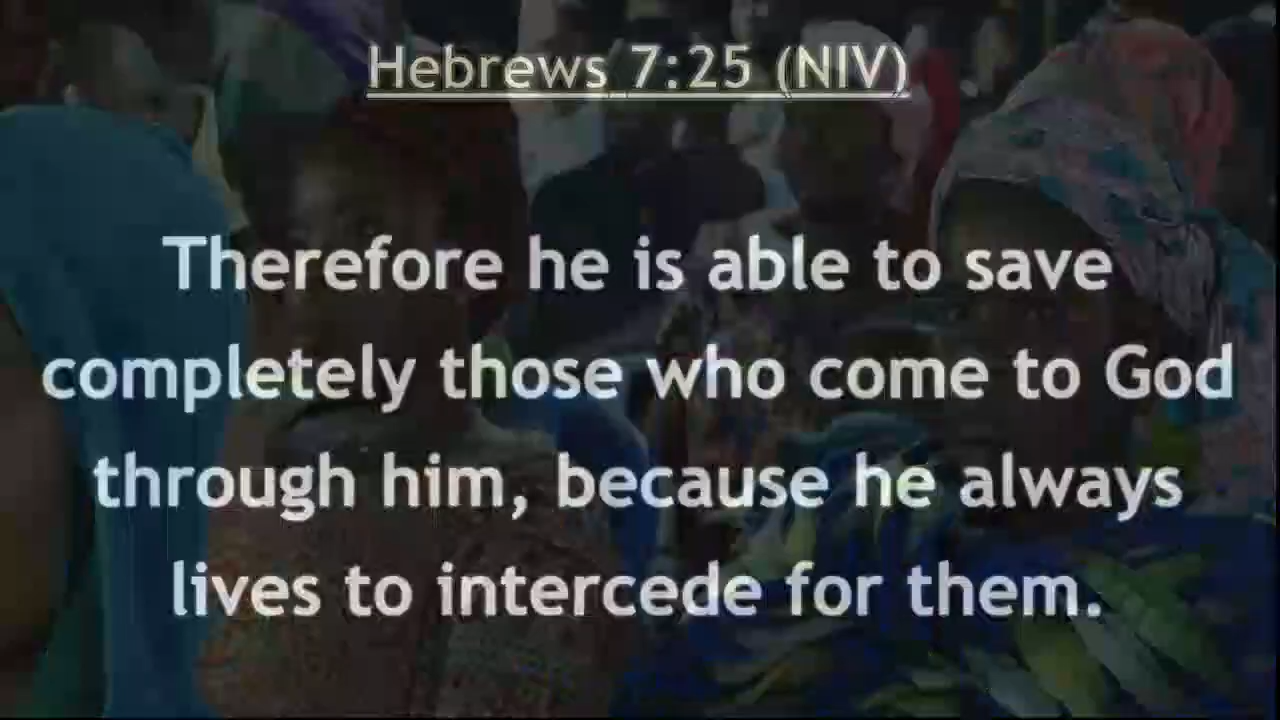 Hebrews 7:25 (NIV)
Therefore he is able to save
completely those who come to God
through him, because he always
lives to intercede for them.